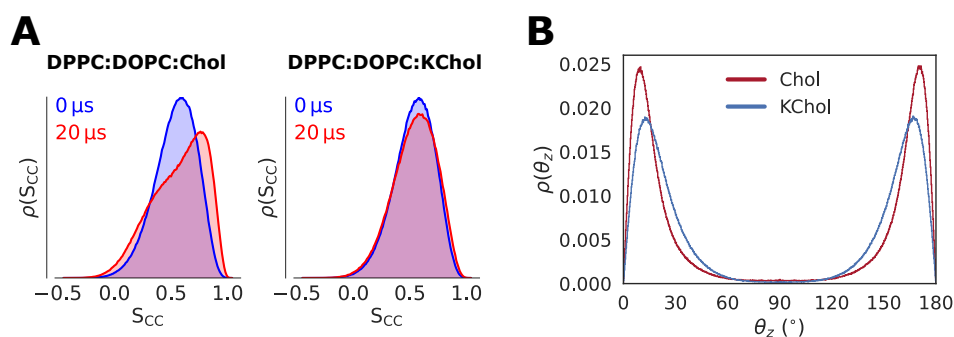 A
DPPC:DOPC:Chol
DPPC:DOPC:KChol
0 μs
20 μs
0 μs
20 μs
ρ(S_CC)
ρ(S_CC)
−0.5 0.0 0.5 1.0
−0.5 0.0 0.5 1.0
S_CC
S_CC
B
Chol
KChol
0.025
0.020
0.015
0.010
0.005
0.000
ρ(θ_z)
0 30 60 90 120 150 180
θ_z (°)